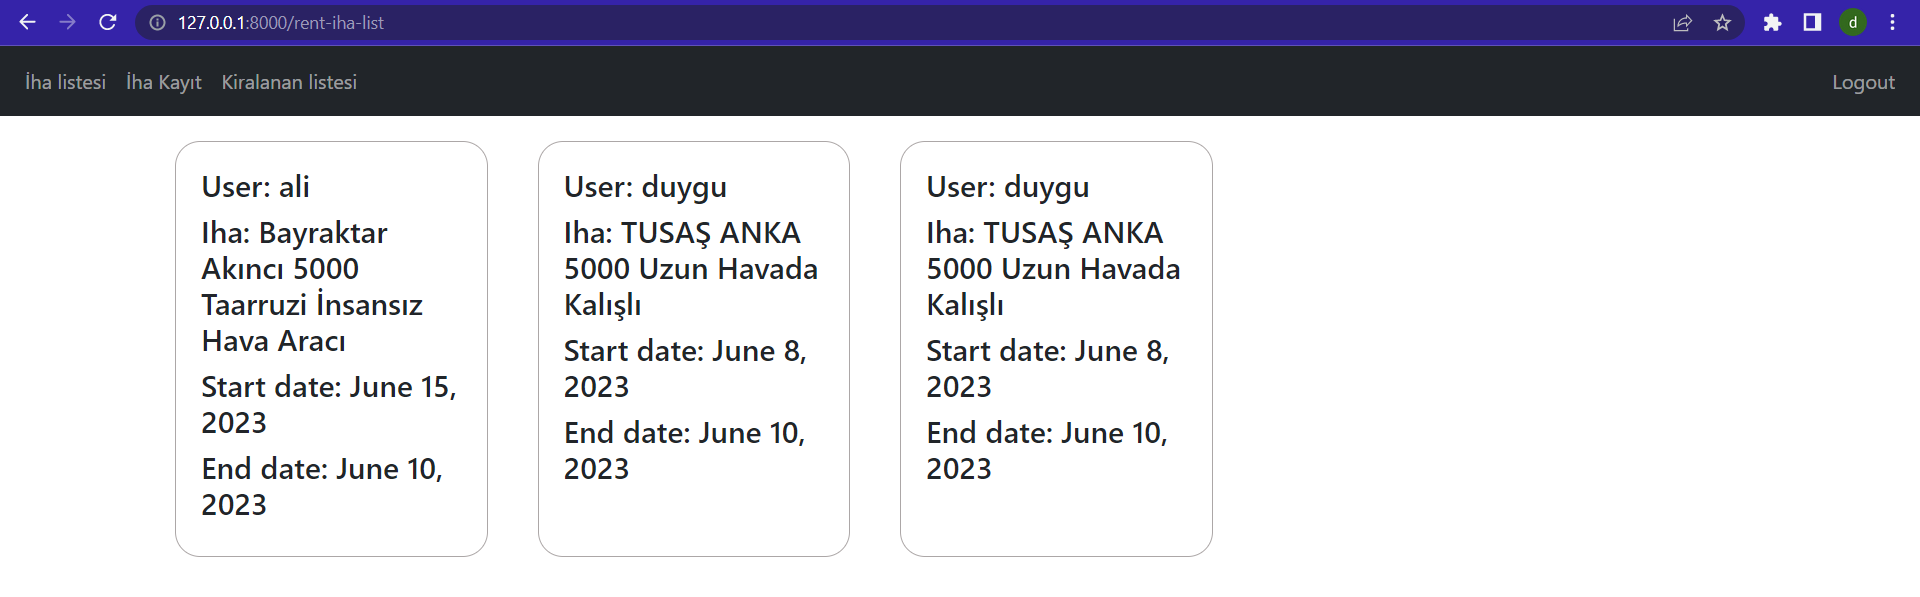 127.0.0.1:8000/rent-iha-list
d
İha listesi İha Kayıt Kiralanan listesi Logout
User: ali
Iha: Bayraktar
Akıncı 5000
Taarruzi İnsansız
Hava Aracı
Start date: June 15,
2023
End date: June 10,
2023
User: duygu
Iha: TUSAŞ ANKA
5000 Uzun Havada
Kalışlı
Start date: June 8,
2023
End date: June 10,
2023
User: duygu
Iha: TUSAŞ ANKA
5000 Uzun Havada
Kalışlı
Start date: June 8,
2023
End date: June 10,
2023